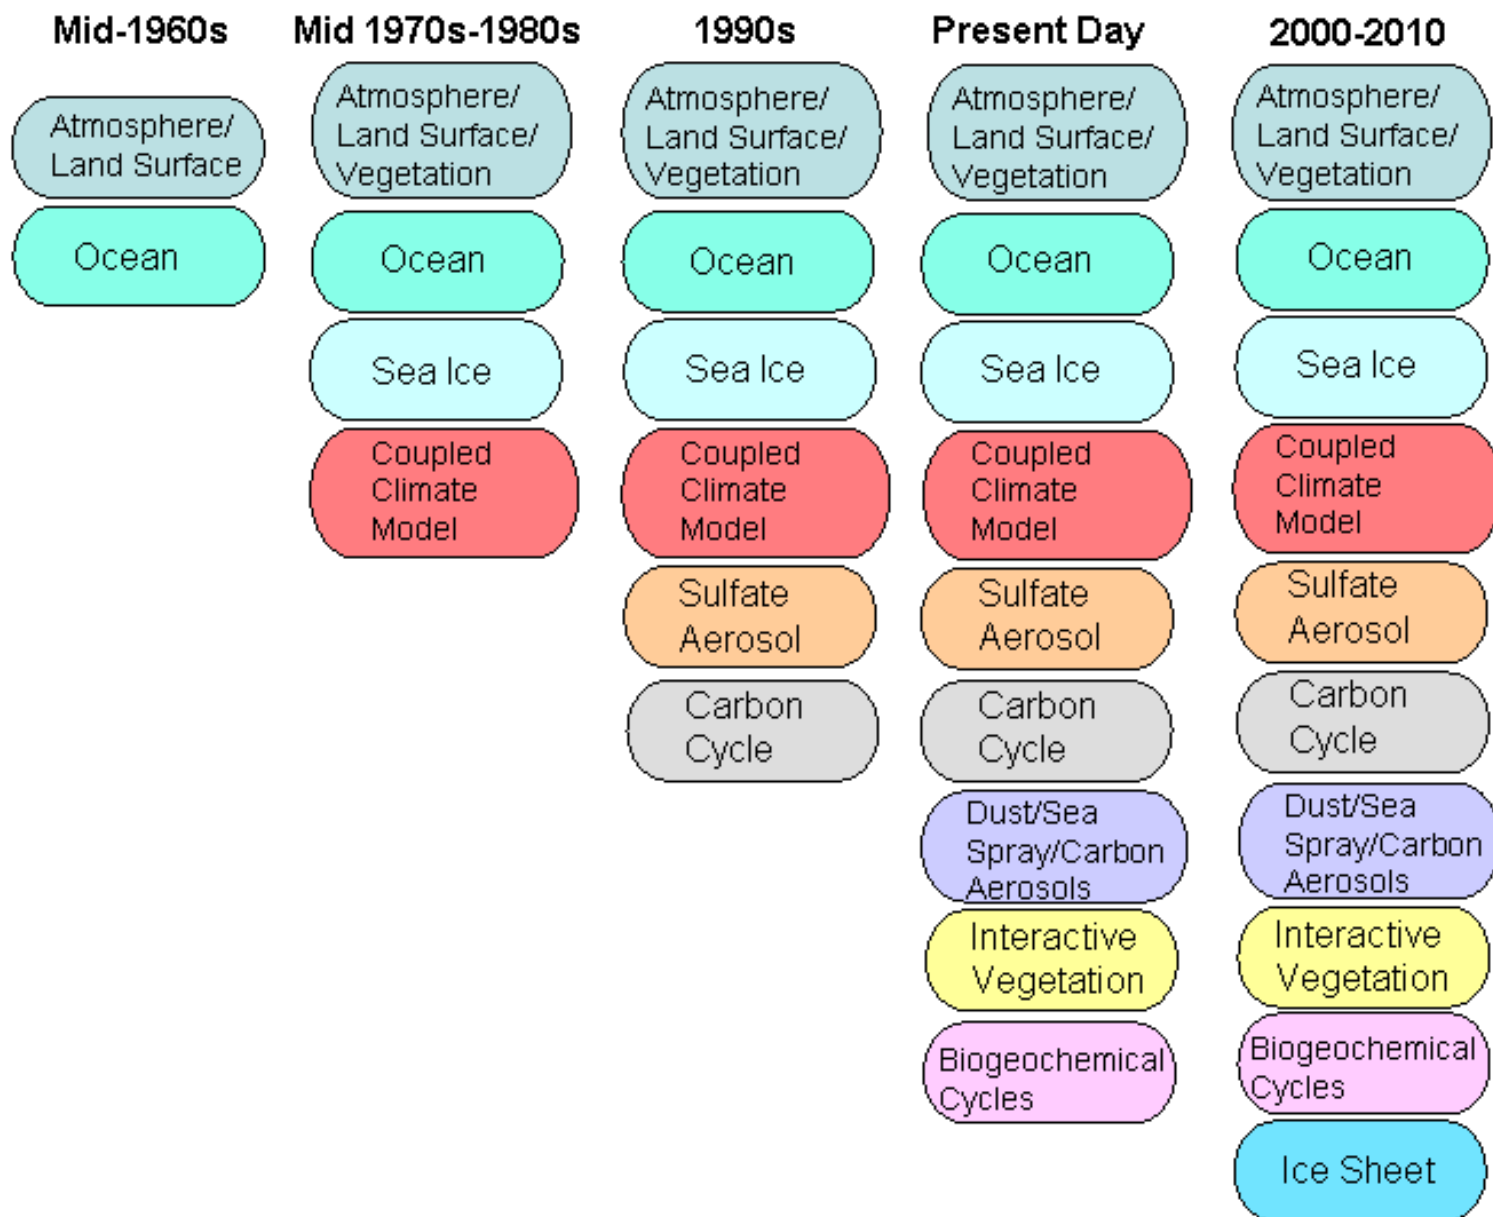 Mid-1960s
Atmosphere/
Land Surface
Ocean
Mid 1970s-1980s
Atmosphere/
Land Surface/
Vegetation
Ocean
Sea Ice
Coupled
Climate
Model
1990s
Atmosphere/
Land Surface/
Vegetation
Ocean
Sea Ice
Coupled
Climate
Model
Sulfate
Aerosol
Carbon
Cycle
Present Day
Atmosphere/
Land Surface/
Vegetation
Ocean
Sea Ice
Coupled
Climate
Model
Sulfate
Aerosol
Carbon
Cycle
Dust/Sea
Spray/Carbon
Aerosols
Interactive
Vegetation
Biogeochemical
Cycles
2000-2010
Atmosphere/
Land Surface/
Vegetation
Ocean
Sea Ice
Coupled
Climate
Model
Sulfate
Aerosol
Carbon
Cycle
Dust/Sea
Spray/Carbon
Aerosols
Interactive
Vegetation
Biogeochemical
Cycles
Ice Sheet